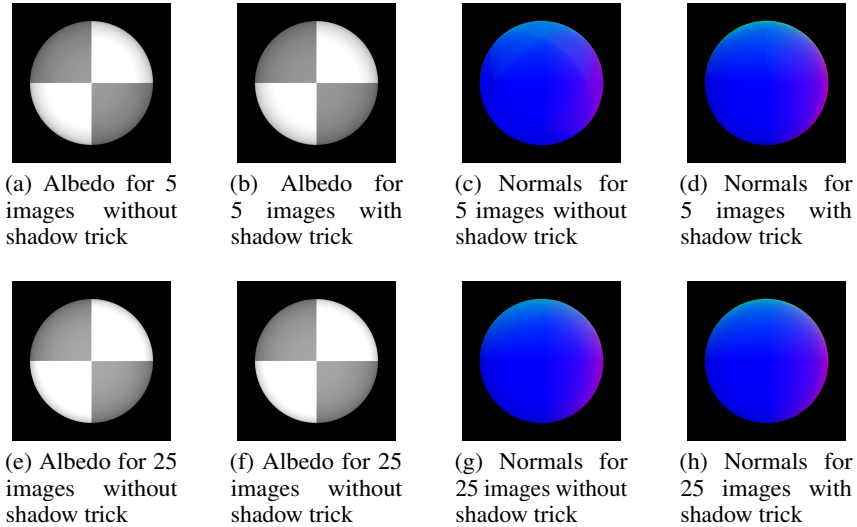 (a) Albedo for 5
images without
shadow trick
(b) Albedo for
5 images with
shadow trick
(c) Normals for
5 images without
shadow trick
(d) Normals for
5 images with
shadow trick
(e) Albedo for 25
images without
shadow trick
(f) Albedo for 25
images without
shadow trick
(g) Normals for
25 images without
shadow trick
(h) Normals for
25 images with
shadow trick